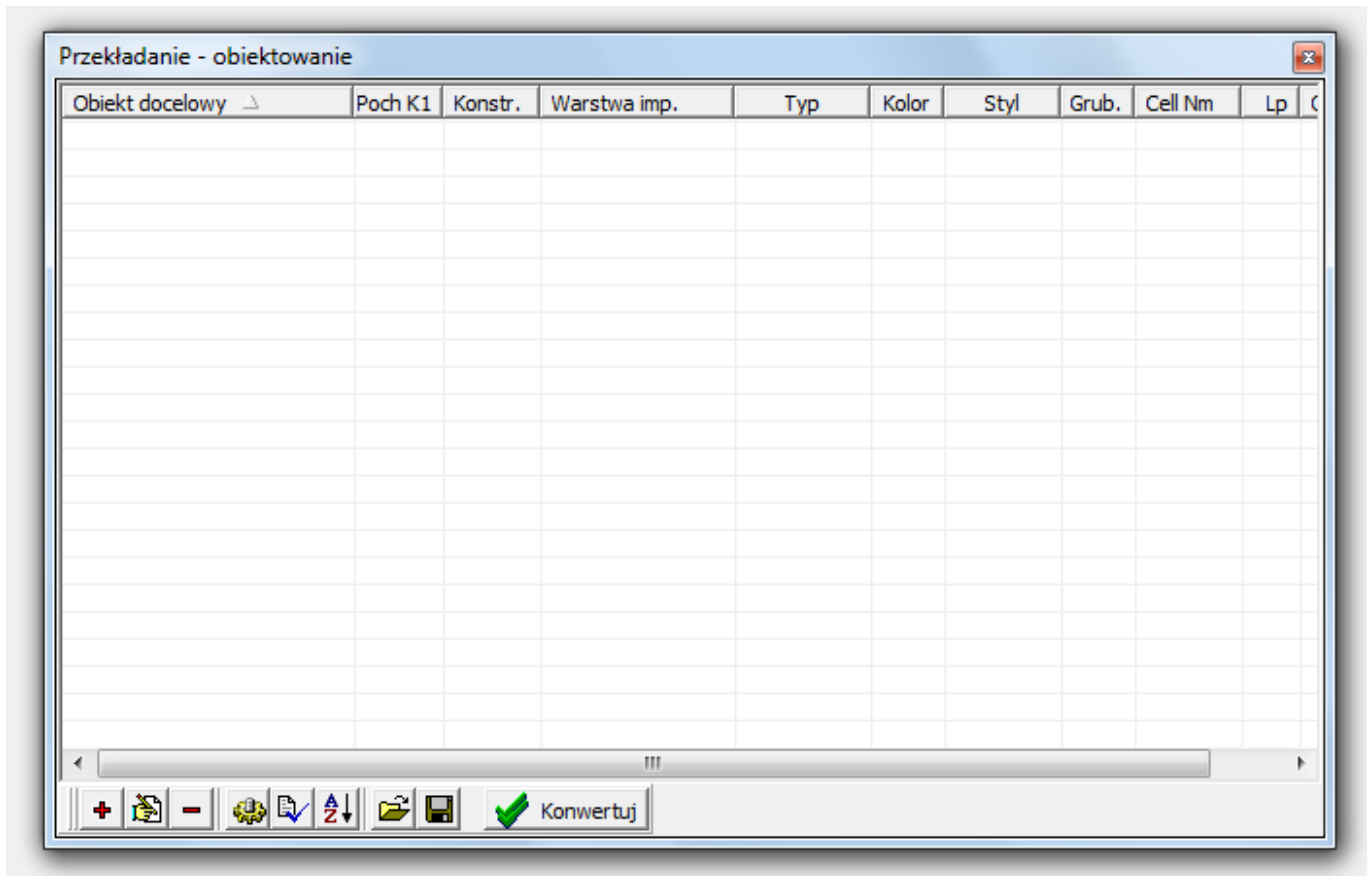 Przekładanie - obiektowanie
Obiekt docelowy Poch K1 Konstr. Warstwa imp. Typ Kolor Styl Grub. Cell Nm Lp
Konwertuj